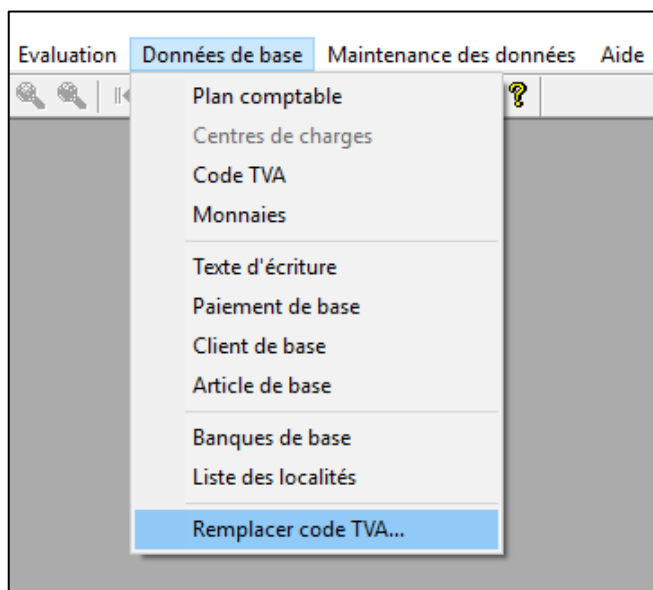 Evaluation Données de base Maintenance des données Aide
Plan comptable
Centres de charges
Code TVA
Monnaies
Texte d'écriture
Paiement de base
Client de base
Article de base
Banques de base
Liste des localités
Remplacer code TVA...